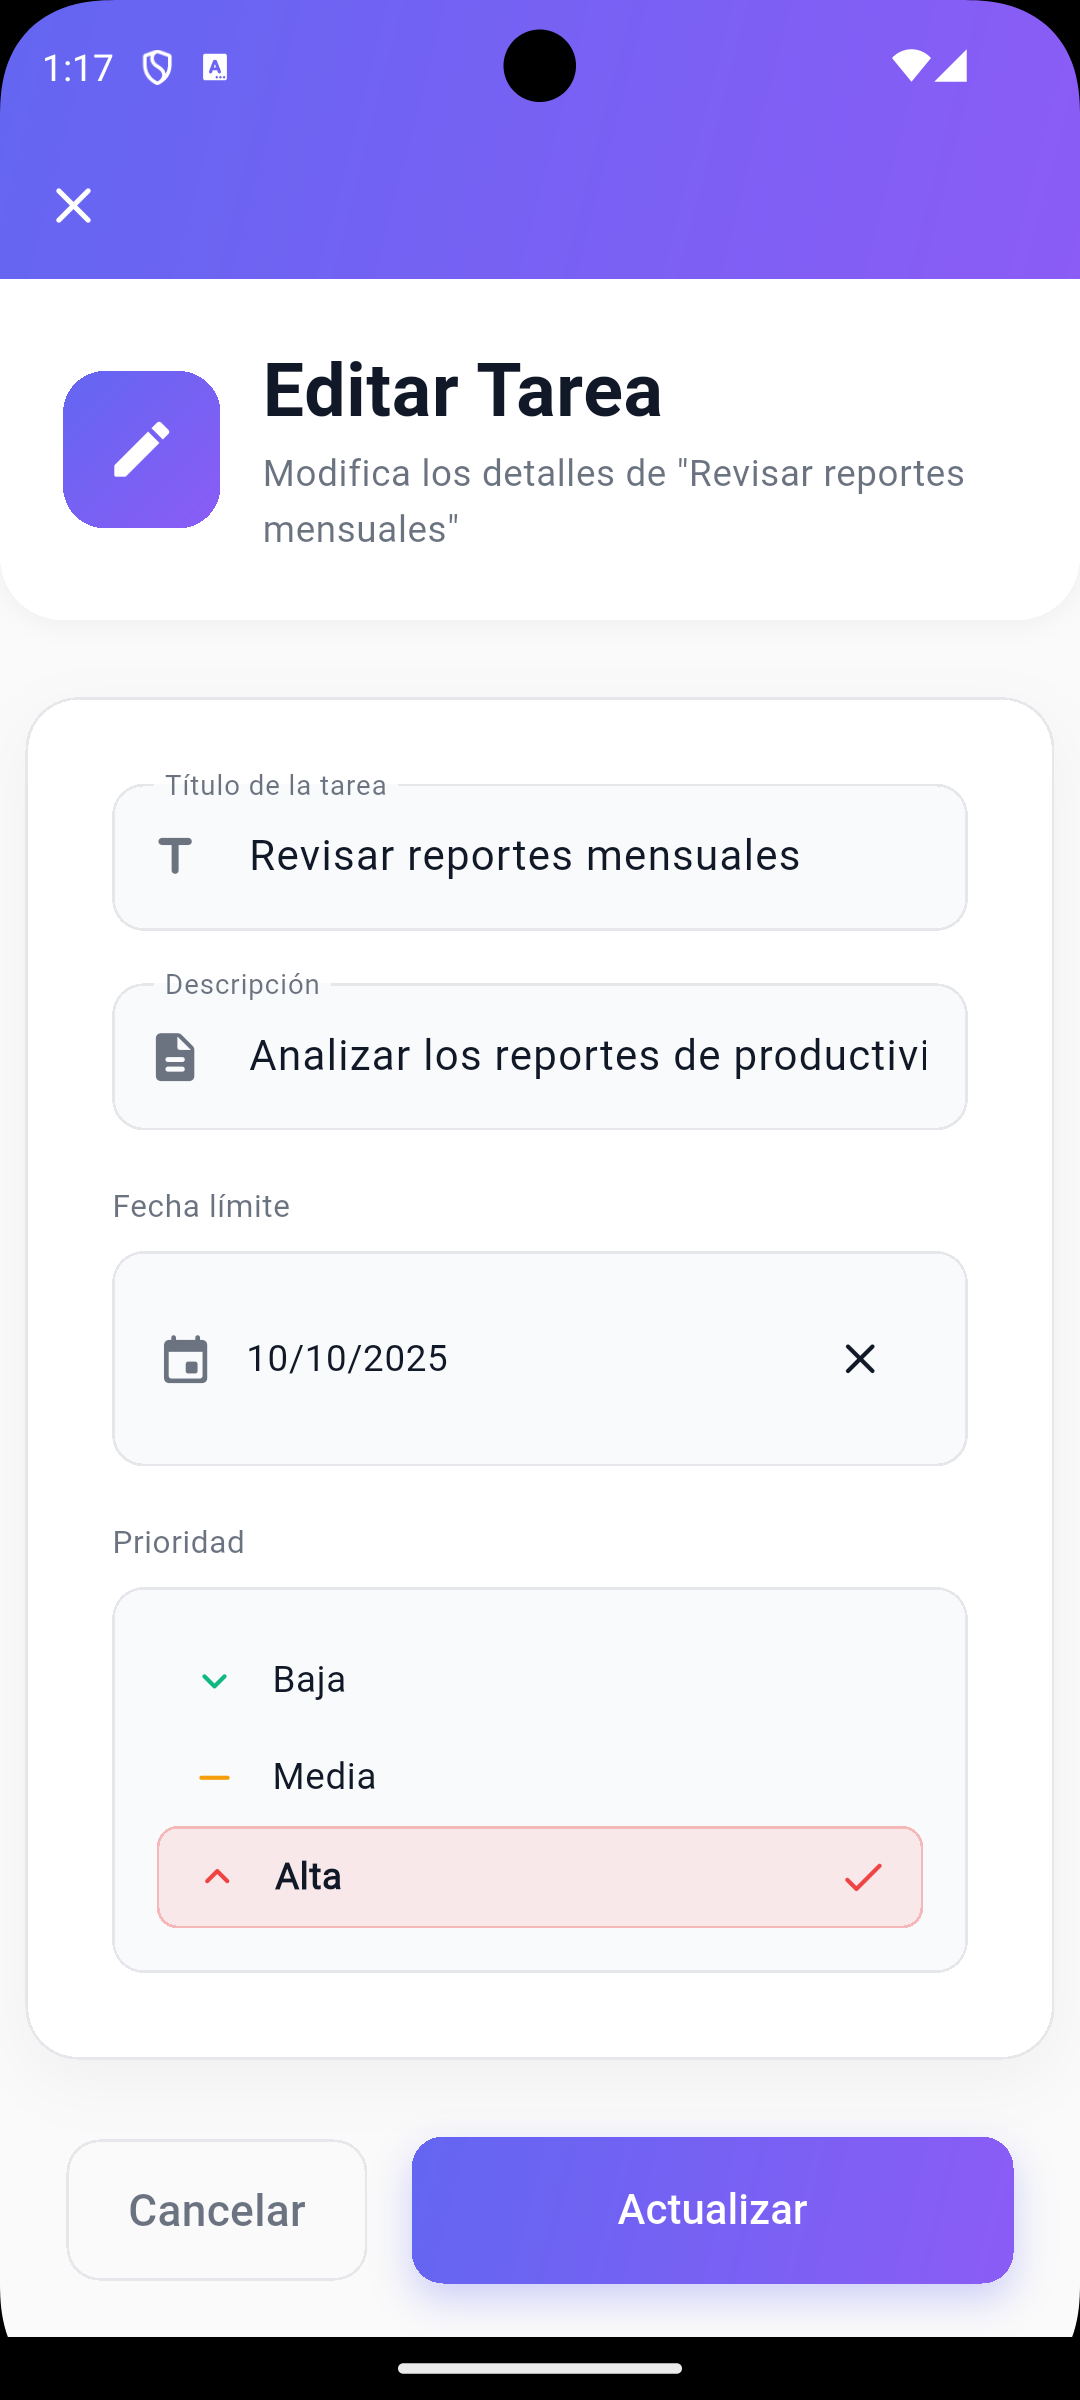 1:17
Editar Tarea
Modifica los detalles de "Revisar reportes
mensuales"
Título de la tarea
Revisar reportes mensuales
Descripción
Analizar los reportes de productivi
Fecha límite
10/10/2025
Prioridad
Baja
Media
Alta
Cancelar
Actualizar